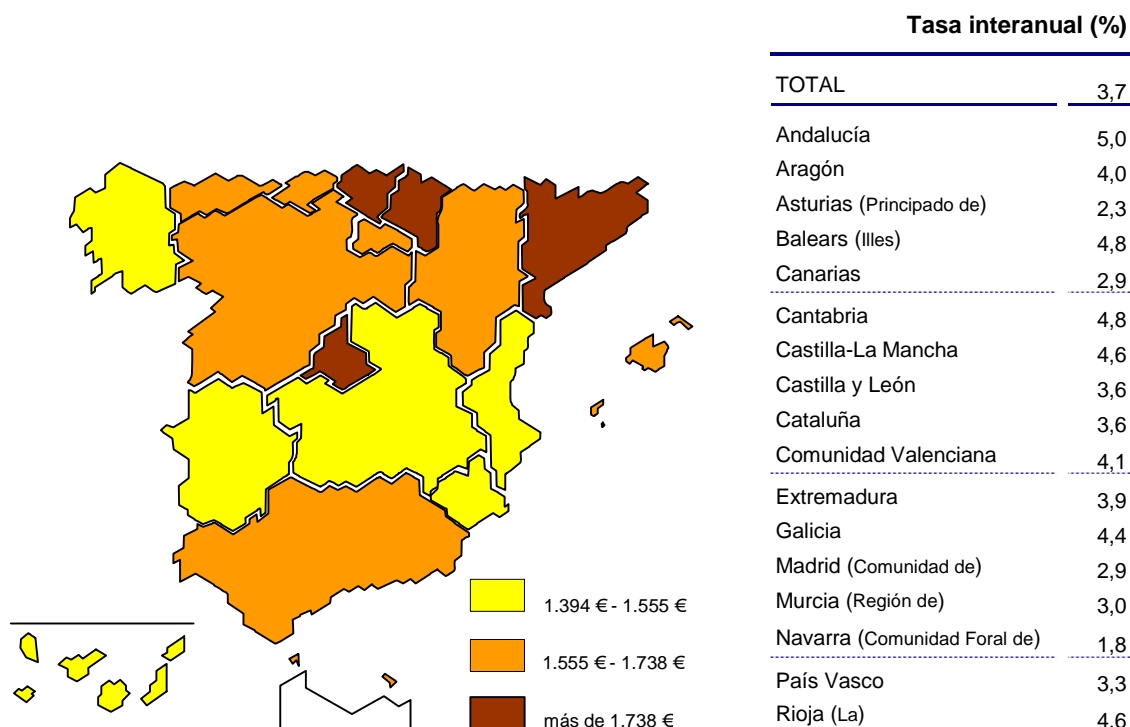 Tasa interanual (%)
TOTAL 3,7
Andalucía 5,0
Aragón 4,0
Asturias (Principado de) 2,3
Balears (Illes) 4,8
Canarias 2,9
Cantabria 4,8
Castilla-La Mancha 4,6
Castilla y León 3,6
Cataluña 3,6
Comunidad Valenciana 4,1
Extremadura 3,9
Galicia 4,4
Madrid (Comunidad de) 2,9
Murcia (Región de) 3,0
Navarra (Comunidad Foral de) 1,8
País Vasco 3,3
Rioja (La) 4,6
1.394 € - 1.555 €
1.555 € - 1.738 €
más de 1.738 €